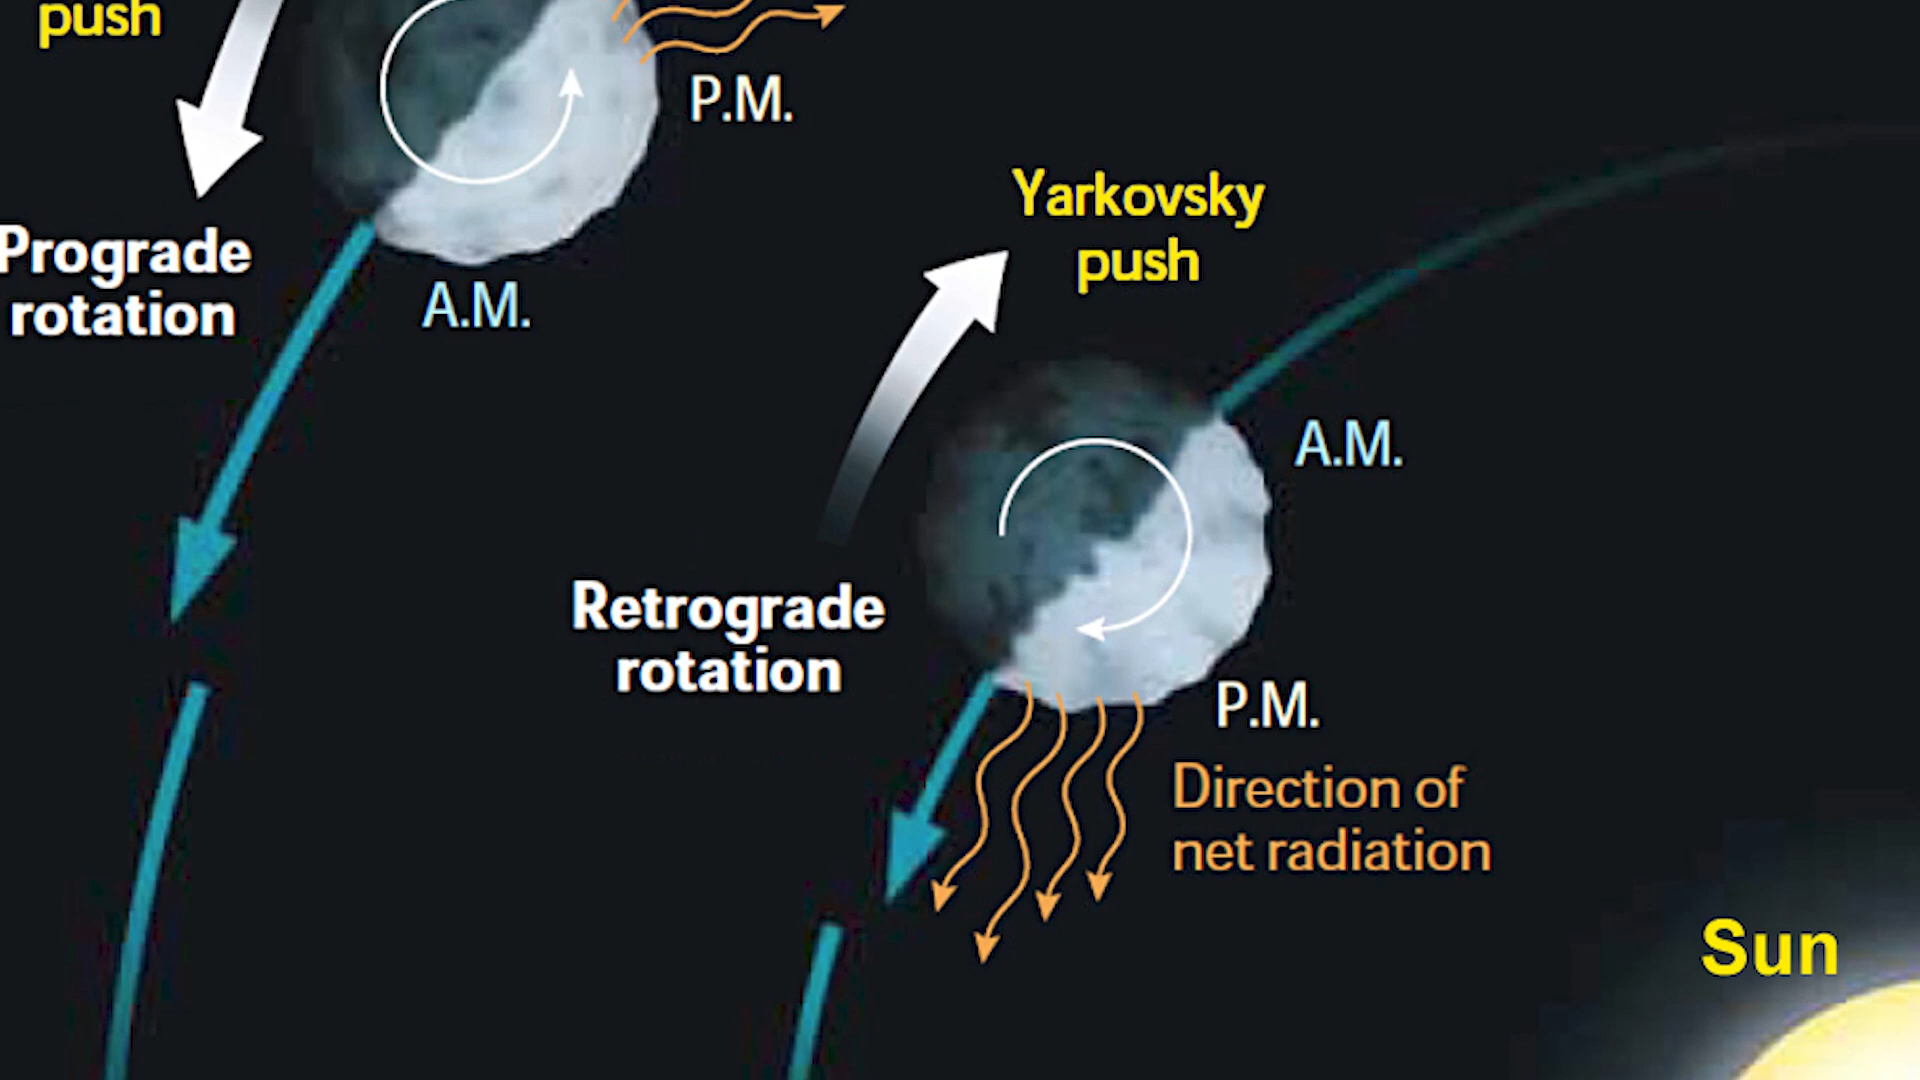 push
P.M.
Prograde
rotation
A.M.
Yarkovsky
push
A.M.
Retrograde
rotation
P.M.
Direction of
net radiation
Sun